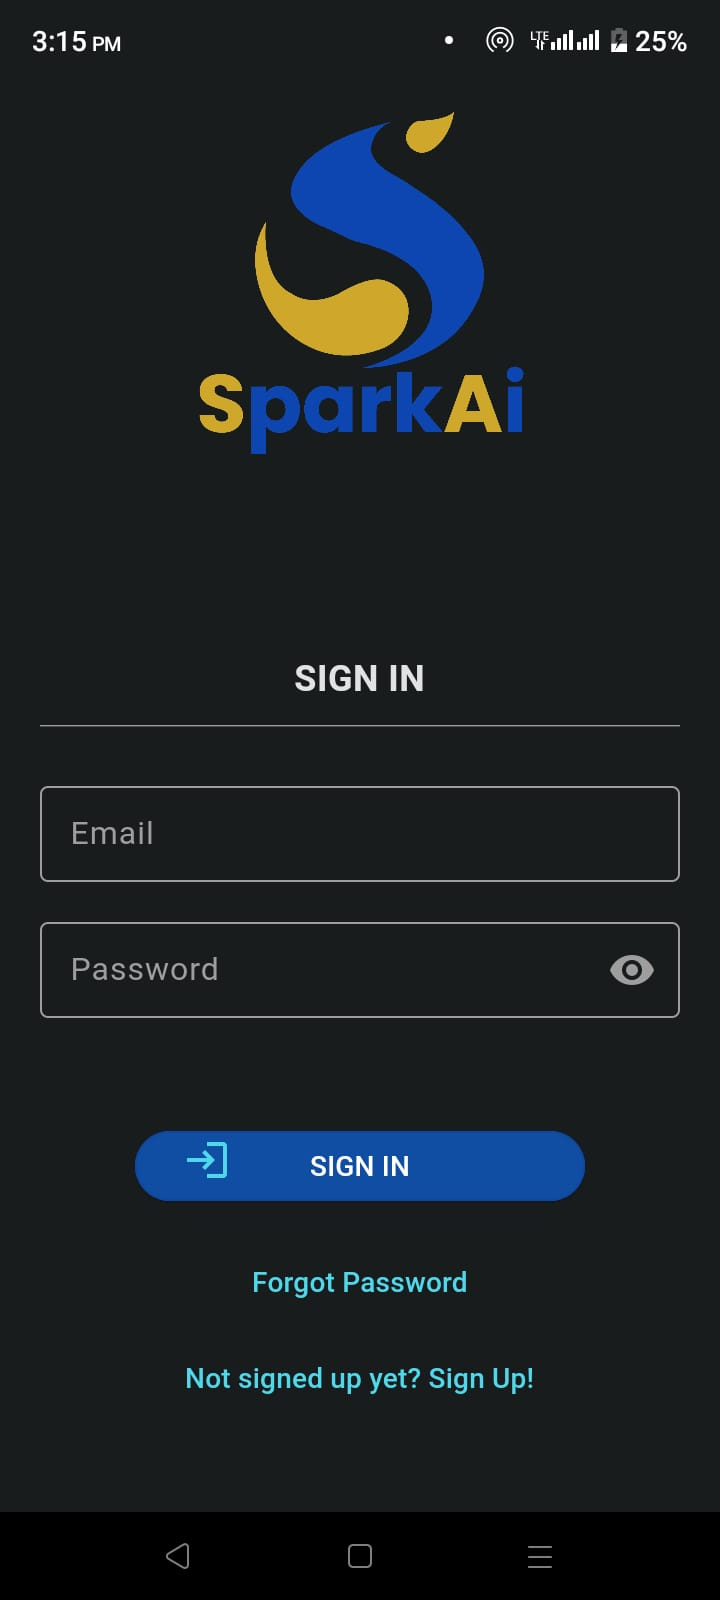 3:15 PM LTE 25%
SparkAi
SIGN IN
Email
Password
SIGN IN
Forgot Password
Not signed up yet? Sign Up!